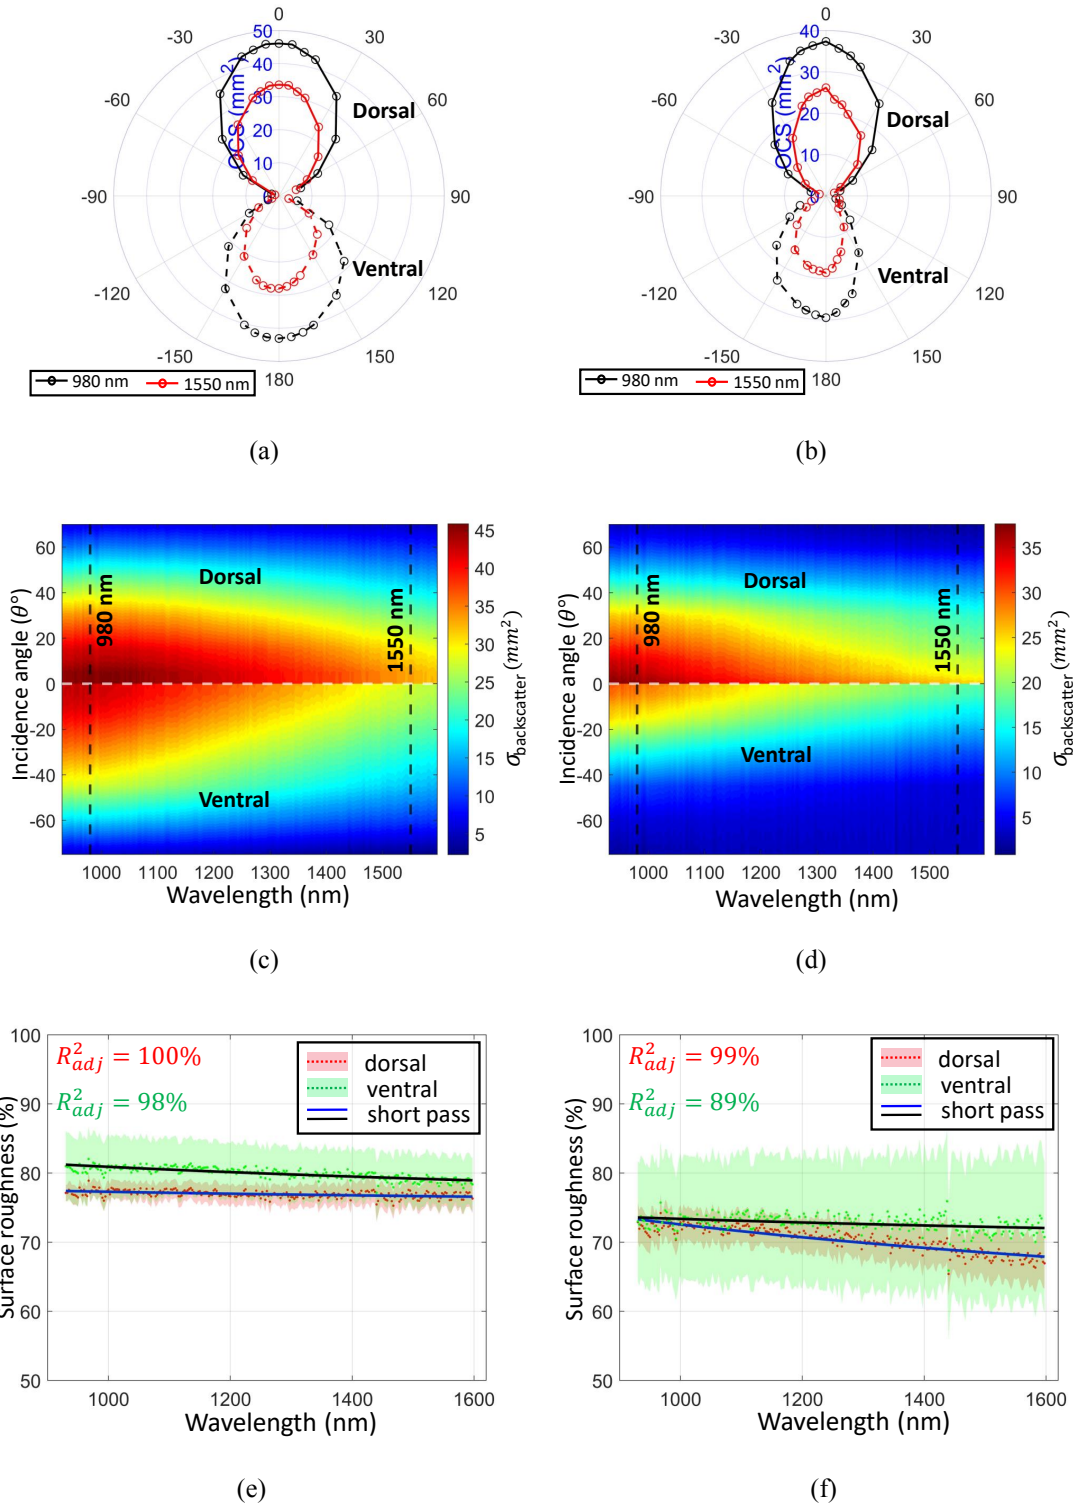 0
-30
30
50
40
30
20
10
0
OCS (mm²)
-60
60
Dorsal
-90
90
Ventral
-120
120
-150
150
180
980 nm 1550 nm
(a)
0
-30
30
40
30
20
10
0
OCS (mm²)
-60
60
Dorsal
-90
90
Ventral
-120
120
-150
150
180
980 nm 1550 nm
(b)
Incidence angle (θ°)
60
40
20
0
-20
-40
-60
Dorsal
Ventral
980 nm
1550 nm
1000 1100 1200 1300 1400 1500
Wavelength (nm)
45
40
35
30
25
20
15
10
5
σbackscatter (mm²)
(c)
Incidence angle (θ°)
60
40
20
0
-20
-40
-60
Dorsal
Ventral
980 nm
1550 nm
1000 1100 1200 1300 1400 1500
Wavelength (nm)
35
30
25
20
15
10
5
σbackscatter (mm²)
(d)
Surface roughness (%)
100
90
80
70
60
50
R²adj = 100%
R²adj = 98%
dorsal
ventral
short pass
1000 1200 1400 1600
Wavelength (nm)
(e)
Surface roughness (%)
100
90
80
70
60
50
R²adj = 99%
R²adj = 89%
dorsal
ventral
short pass
1000 1200 1400 1600
Wavelength (nm)
(f)